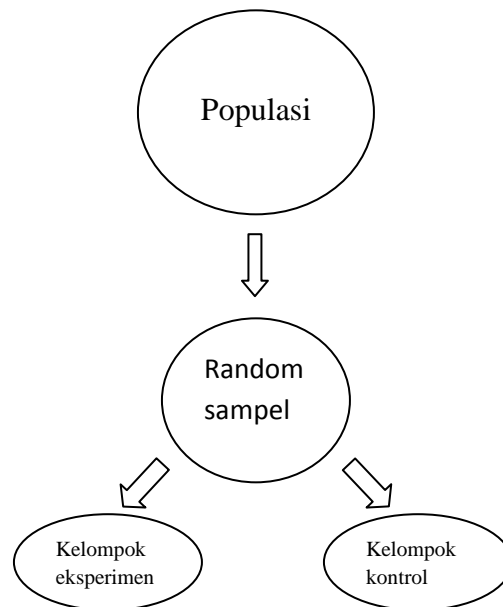 Populasi
Random
sampel
Kelompok
eksperimen
Kelompok
kontrol